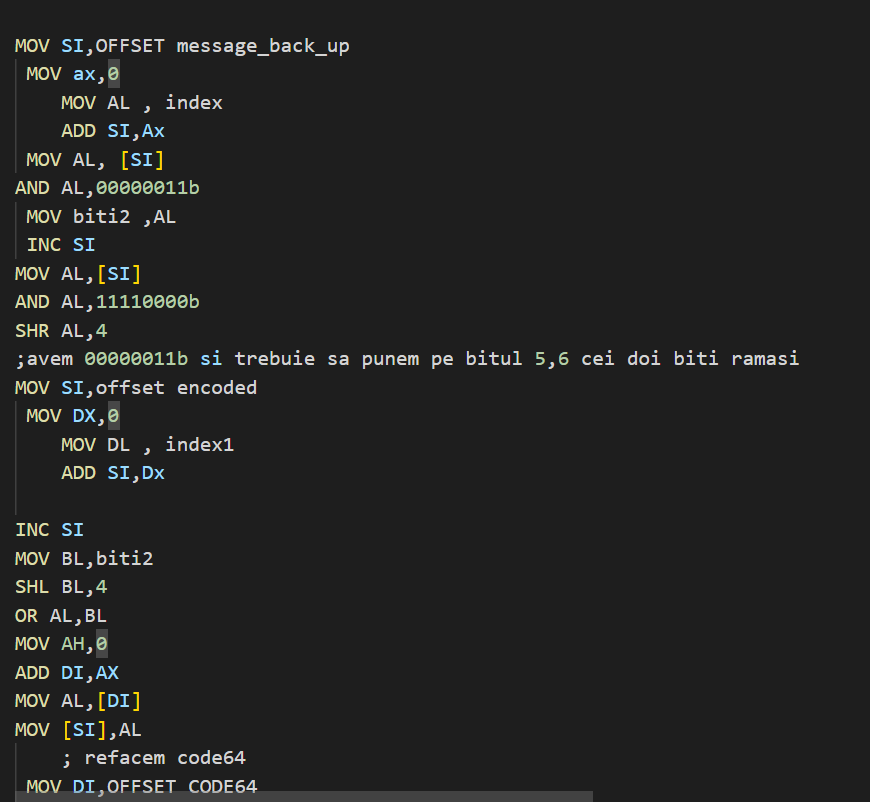 MOV SI,OFFSET message_back_up
MOV ax,0
MOV AL , index
ADD SI,Ax
MOV AL, [SI]
AND AL,00000011b
MOV biti2 ,AL
INC SI
MOV AL,[SI]
AND AL,11110000b
SHR AL,4
;avem 00000011b si trebuie sa punem pe bitul 5,6 cei doi biti ramasi
MOV SI,offset encoded
MOV DX,0
MOV DL , index1
ADD SI,Dx
INC SI
MOV BL,biti2
SHL BL,4
OR AL,BL
MOV AH,0
ADD DI,AX
MOV AL,[DI]
MOV [SI],AL
; refacem code64
MOV DI,OFFSET CODE64